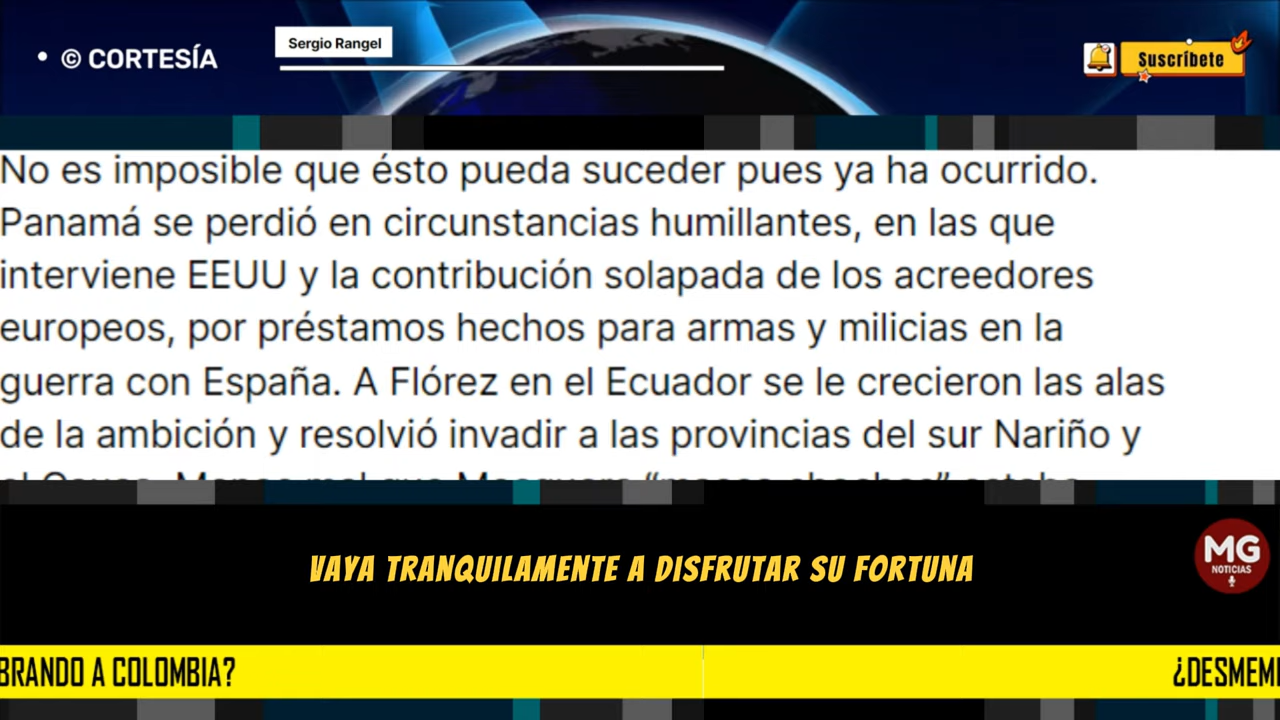 • © CORTESÍA
Sergio Rangel
Suscríbete
No es imposible que ésto pueda suceder pues ya ha ocurrido.
Panamá se perdió en circunstancias humillantes, en las que
interviene EEUU y la contribución solapada de los acreedores
europeos, por préstamos hechos para armas y milicias en la
guerra con España. A Flórez en el Ecuador se le crecieron las alas
de la ambición y resolvió invadir a las provincias del sur Nariño y
VAYA TRANQUILAMENTE A DISFRUTAR SU FORTUNA
MG
NOTICIAS
BRANDO A COLOMBIA?
¿DESMEM